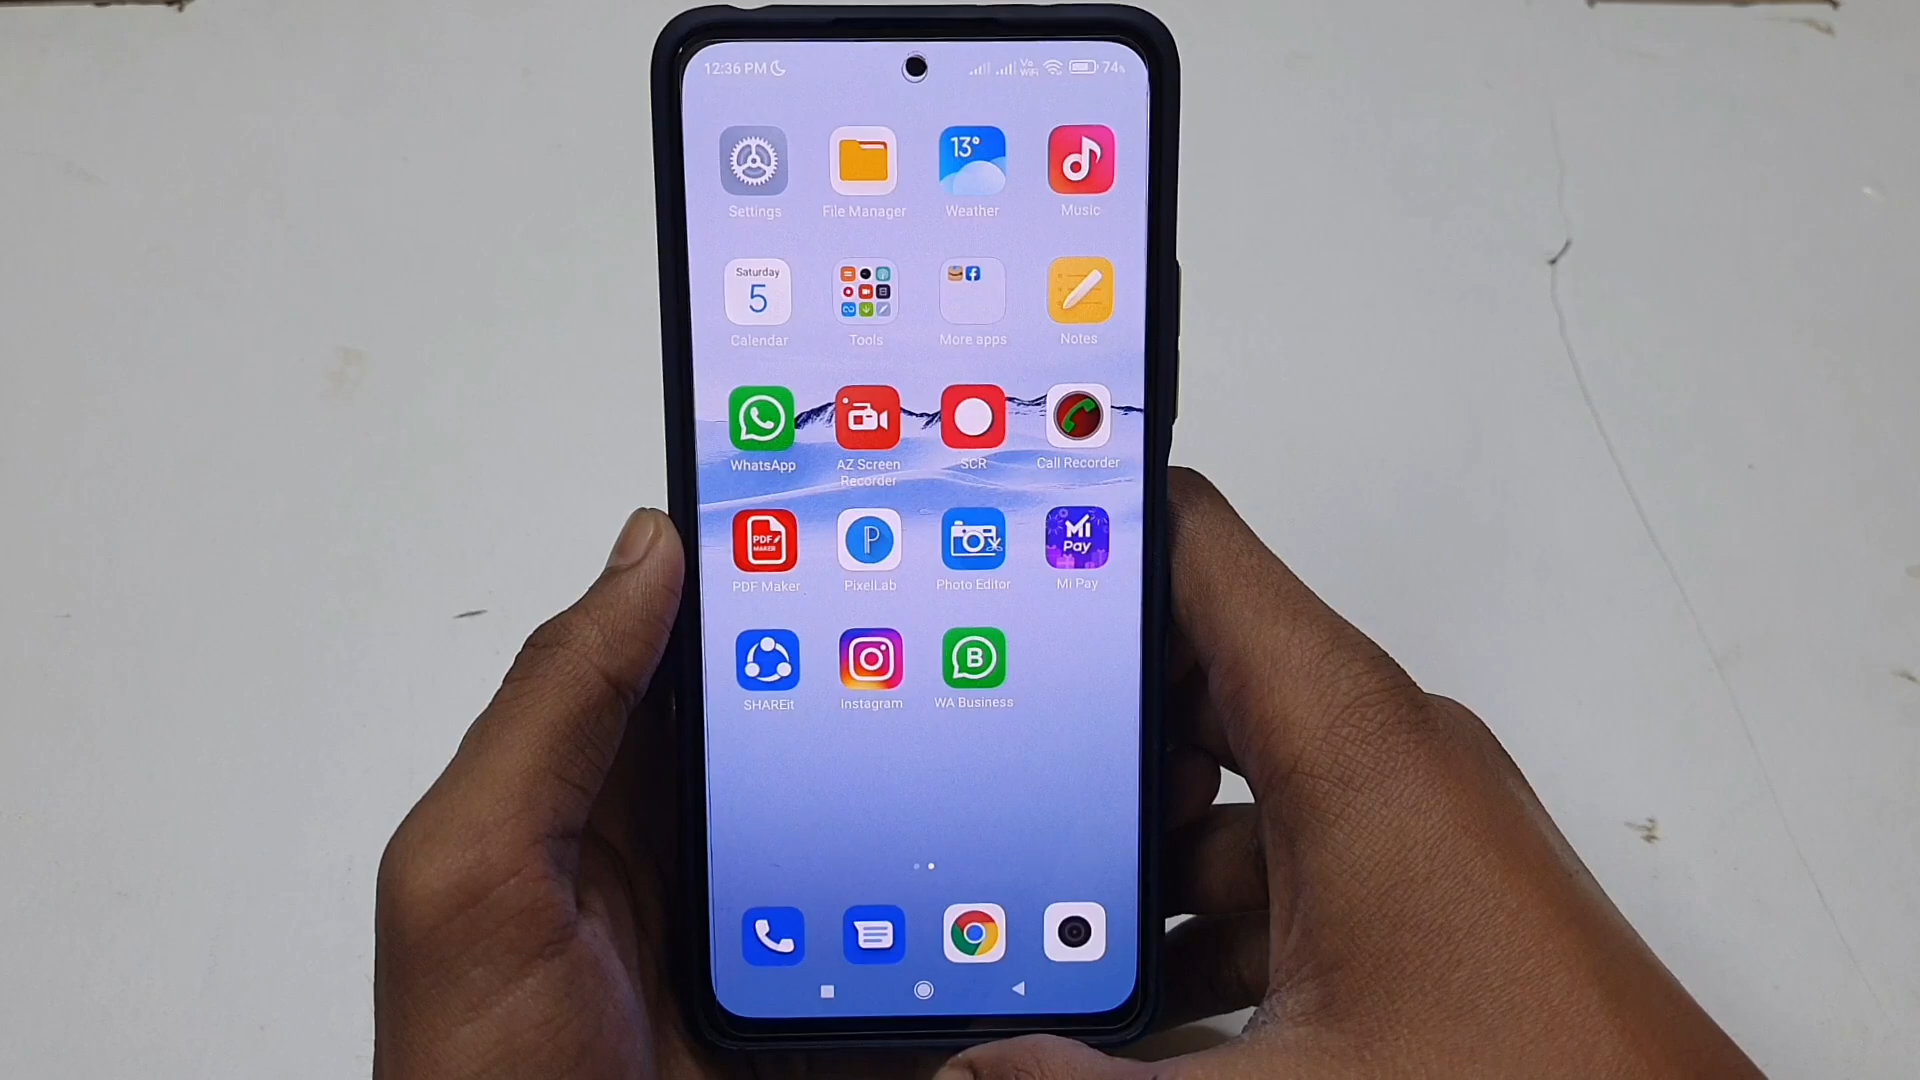 12:36 PM
Vo
WiFi
74%
13°
Settings
File Manager
Weather
Music
Saturday
5
Calendar
Tools
More apps
Notes
WhatsApp
AZ Screen
Recorder
SCR
Call Recorder
PDF
MAKER
P
Mi
Pay
PDF Maker
PixelLab
Photo Editor
Mi Pay
B
SHAREit
Instagram
WA Business